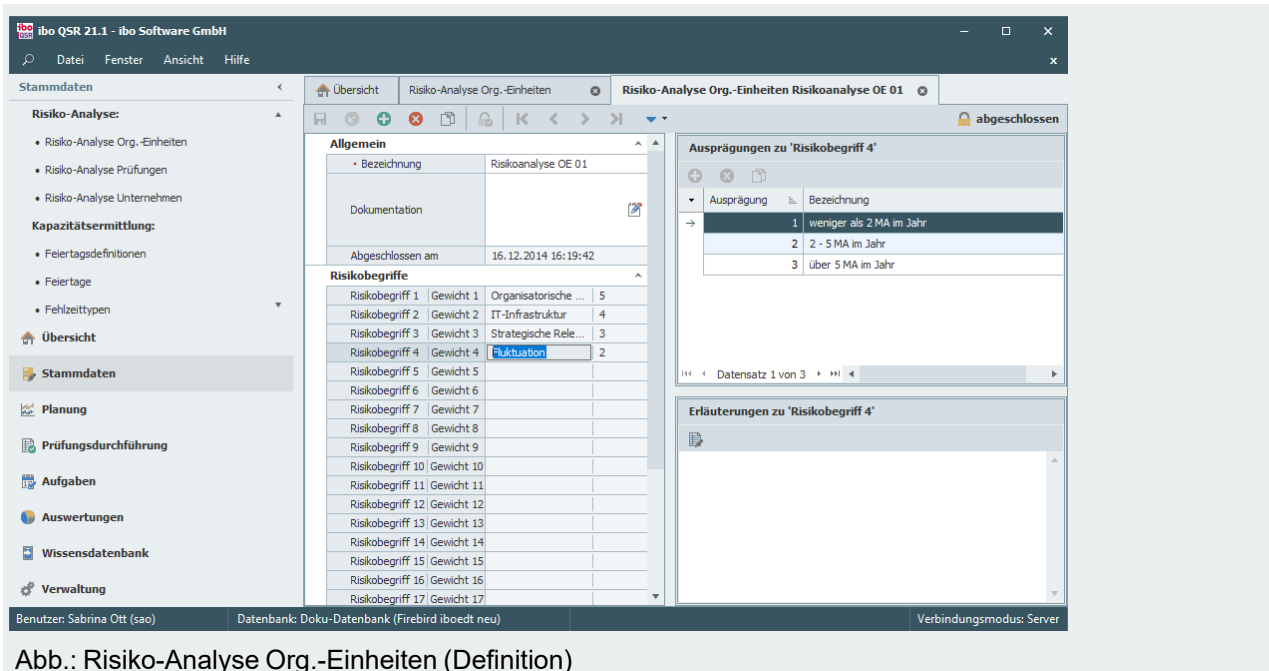 ibo QSR 21.1 - ibo Software GmbH
Datei Fenster Ansicht Hilfe
Stammdaten
Risiko-Analyse:
• Risiko-Analyse Org.-Einheiten
• Risiko-Analyse Prüfungen
• Risiko-Analyse Unternehmen
Kapazitätsermittlung:
• Feiertagsdefinitionen
• Feiertage
• Fehlzeittypen
Übersicht
Stammdaten
Planung
Prüfungsdurchführung
Aufgaben
Auswertungen
Wissensdatenbank
Verwaltung
Übersicht Risiko-Analyse Org.-Einheiten Risiko-Analyse Org.-Einheiten Risikoanalyse OE 01
abgeschlossen
Allgemein
• Bezeichnung Risikoanalyse OE 01
Dokumentation
Abgeschlossen am 16.12.2014 16:19:42
Risikobegriffe
Risikobegriff 1 Gewicht 1 Organisatorische ... 5
Risikobegriff 2 Gewicht 2 IT-Infrastruktur 4
Risikobegriff 3 Gewicht 3 Strategische Rele... 3
Risikobegriff 4 Gewicht 4 Fluktuation 2
Risikobegriff 5 Gewicht 5
Risikobegriff 6 Gewicht 6
Risikobegriff 7 Gewicht 7
Risikobegriff 8 Gewicht 8
Risikobegriff 9 Gewicht 9
Risikobegriff 10 Gewicht 10
Risikobegriff 11 Gewicht 11
Risikobegriff 12 Gewicht 12
Risikobegriff 13 Gewicht 13
Risikobegriff 14 Gewicht 14
Risikobegriff 15 Gewicht 15
Risikobegriff 16 Gewicht 16
Risikobegriff 17 Gewicht 17
Ausprägungen zu 'Risikobegriff 4'
Ausprägung Bezeichnung
1 weniger als 2 MA im Jahr
2 2 - 5 MA im Jahr
3 über 5 MA im Jahr
Datensatz 1 von 3
Erläuterungen zu 'Risikobegriff 4'
Benutzer: Sabrina Ott (sao) Datenbank: Doku-Datenbank (Firebird iboedt neu) Verbindungsmodus: Server
Abb.: Risiko-Analyse Org.-Einheiten (Definition)